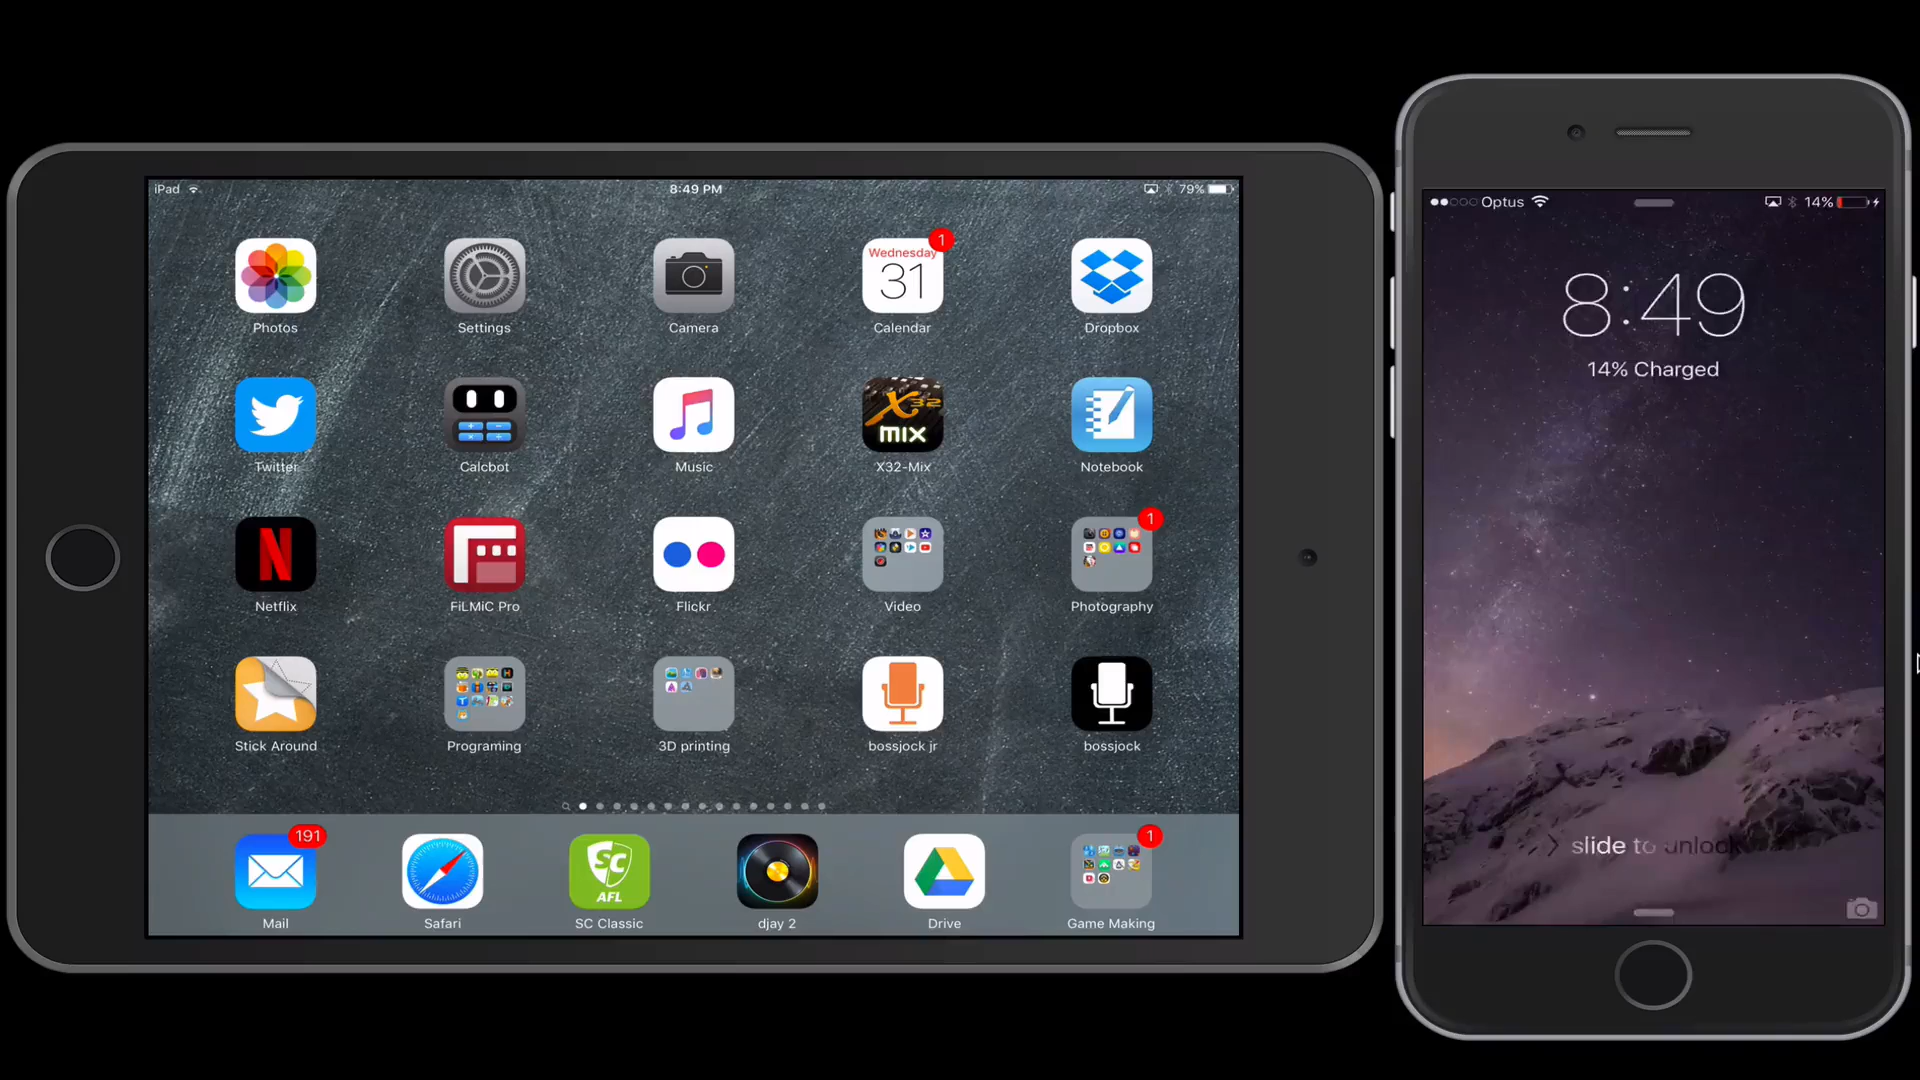 iPad 8:49 PM 79%
1
Wednesday
31
Photos Settings Camera Calendar Dropbox
X32
MIX
Twitter Calcbot Music X32-Mix Notebook
N
1
Netflix FiLMiC Pro Flickr Video Photography
Stick Around Programing 3D printing bossjock jr bossjock
191
SC
AFL
1
Mail Safari SC Classic djay 2 Drive Game Making
Optus 14%
8:49
14% Charged
slide to unlock